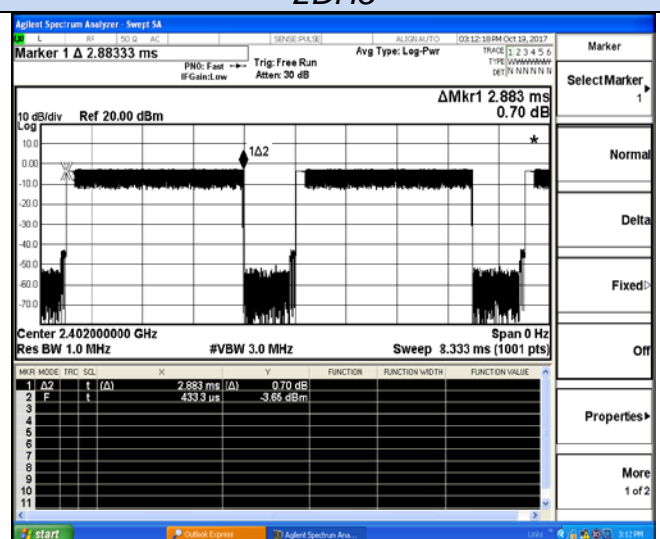 2DH5
Agilent Spectrum Analyzer - Swept SA
L RF 50 Ω AC SENSE:PULSE ALIGN AUTO 03:12:18 PM Oct 19, 2017
Marker 1 Δ 2.88333 ms
PNO: Fast
IFGain:Low
Trig: Free Run
Atten: 30 dB
Avg Type: Log-Pwr
TRACE 1 2 3 4 5 6
TYPE WWWWWW
DET N N N N N N
Marker
Select Marker
1
Normal
Delta
Fixed
Off
Properties
More
1 of 2
ΔMkr1 2.883 ms
0.70 dB
10 dB/div Ref 20.00 dBm
Log
10.0
0.00
-10.0
-20.0
-30.0
-40.0
-50.0
-60.0
-70.0
1Δ2
*
Center 2.402000000 GHz Span 0 Hz
Res BW 1.0 MHz #VBW 3.0 MHz Sweep 8.333 ms (1001 pts)
MKR MODE TRC SCL X Y FUNCTION FUNCTION WIDTH FUNCTION VALUE
1 Δ2 t (Δ) 2.883 ms (Δ) 0.70 dB
2 F t 433.3 µs -3.65 dBm
3
4
5
6
7
8
9
10
11
start Outlook Express Agilent Spectrum Ana... Links 3:12 PM